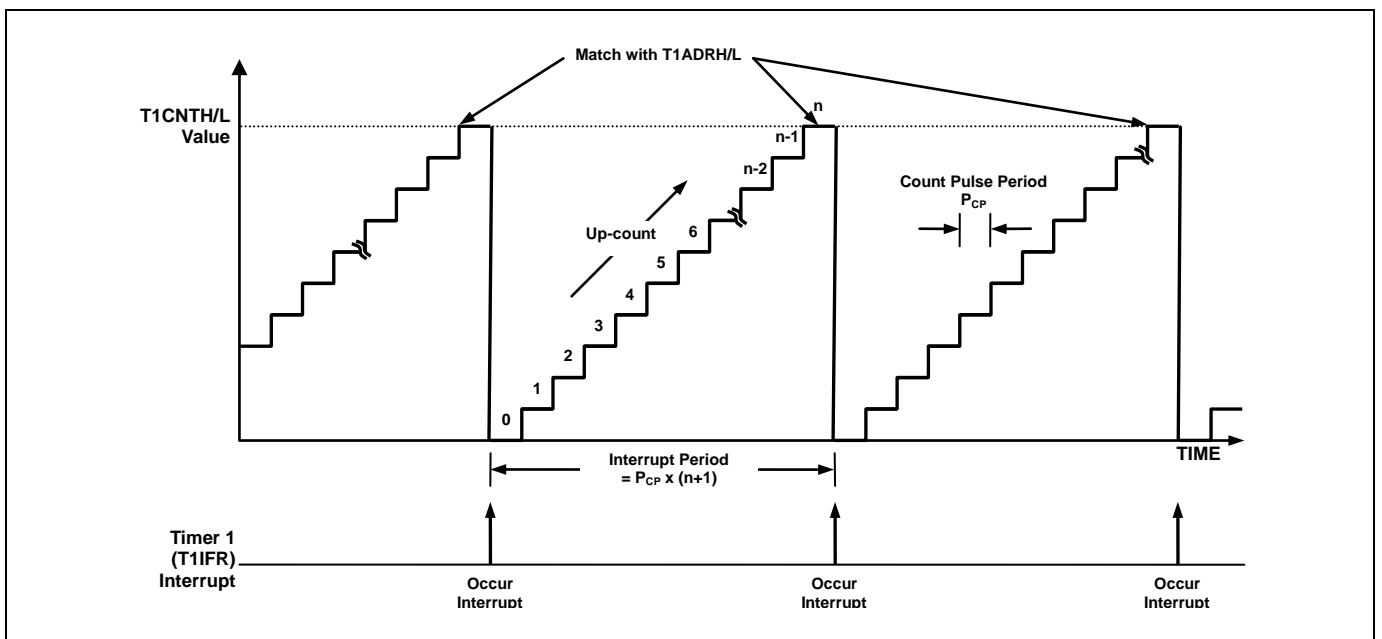 Match with T1ADRH/L
T1CNTH/L
Value
n
n-1
n-2
Count Pulse Period
PCP
Up-count
6
5
4
3
2
1
0
TIME
Interrupt Period
= PCP x (n+1)
Timer 1
(T1IFR)
Interrupt
Occur
Interrupt
Occur
Interrupt
Occur
Interrupt